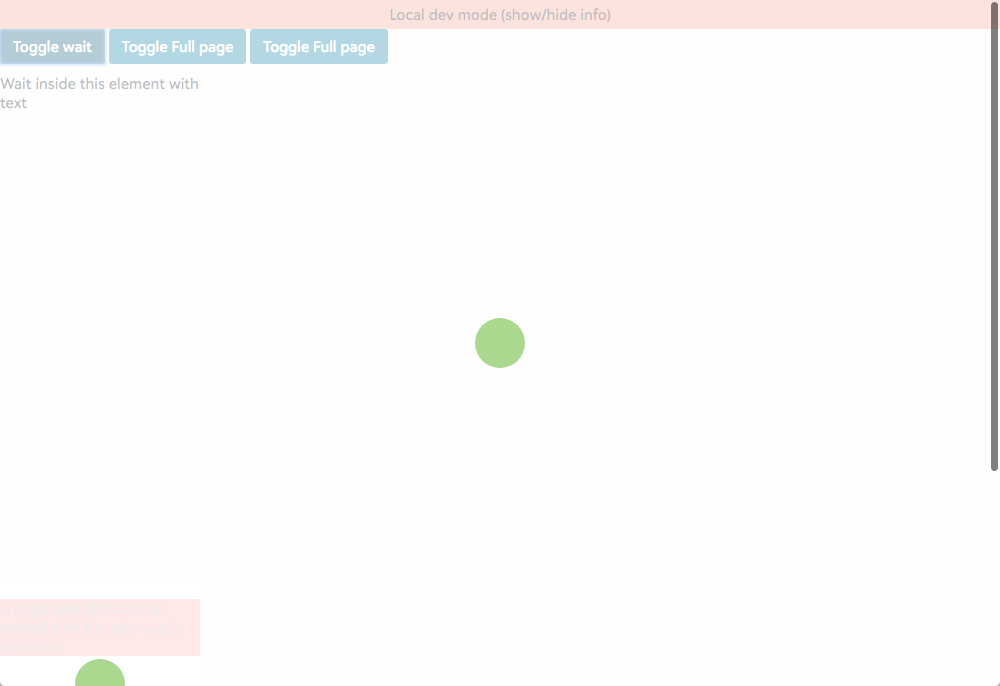 Local dev mode (show/hide info)
Toggle wait Toggle Full page Toggle Full page
Wait inside this element with
text